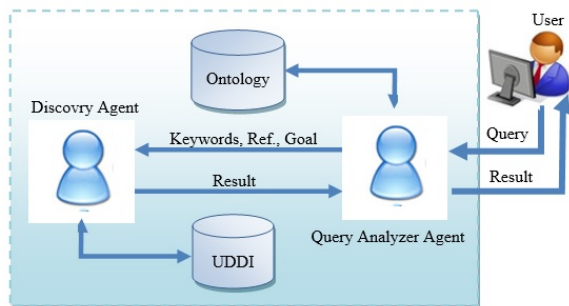 User
Ontology
Discovry Agent
Keywords, Ref., Goal
Query
Result
Result
Query Analyzer Agent
UDDI